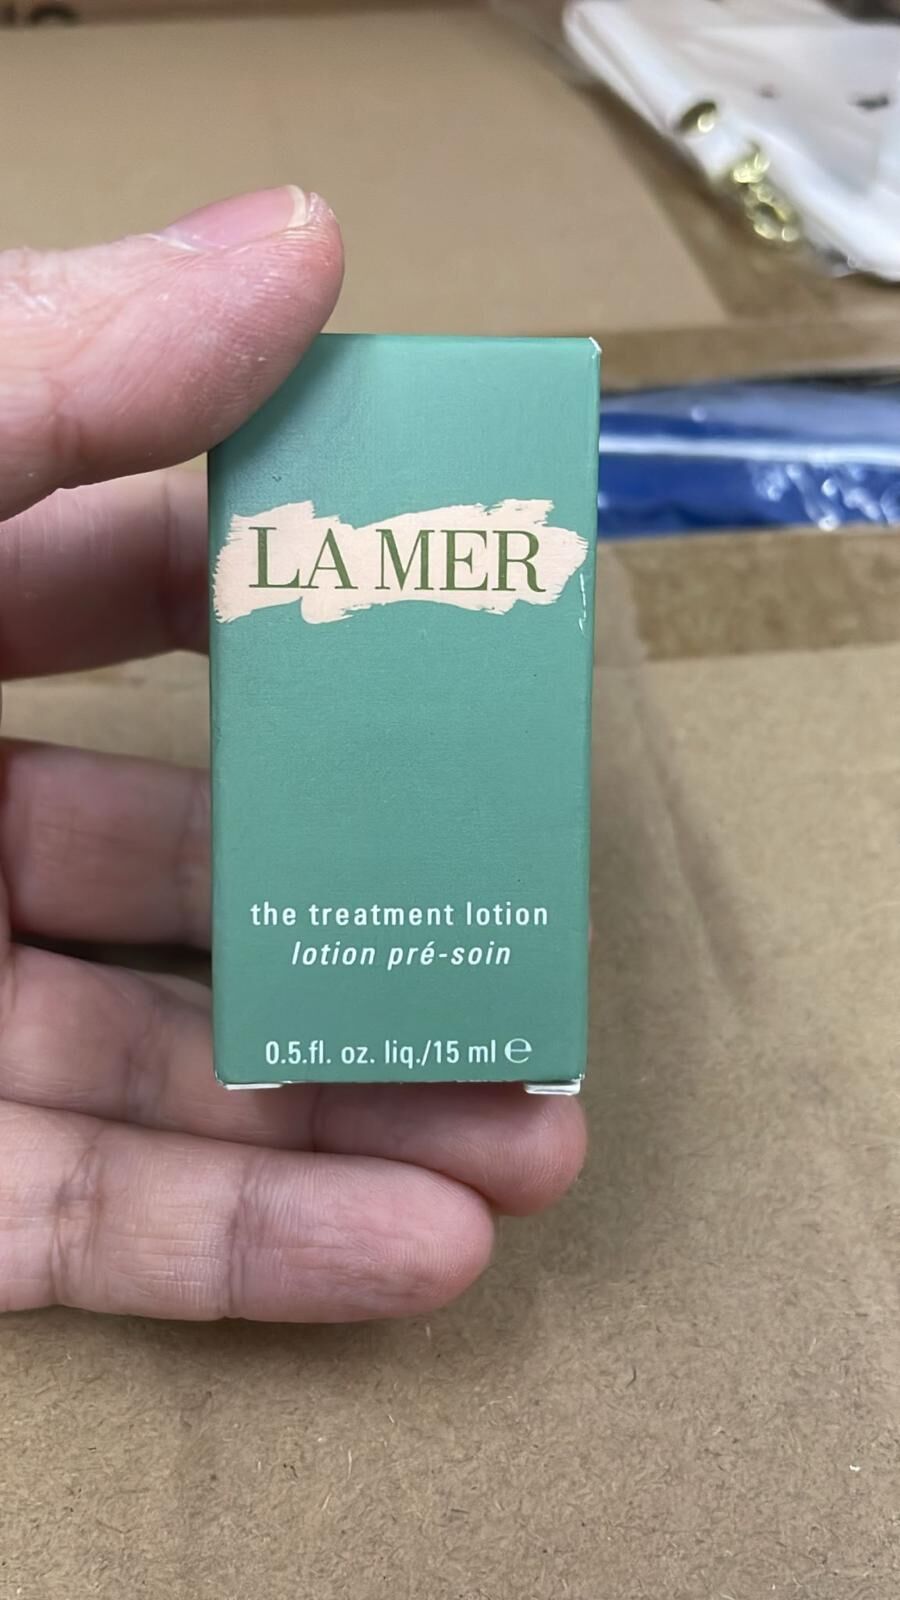 LA MER
the treatment lotion
lotion pré-soin
0.5.fl. oz. liq./15 ml ℮